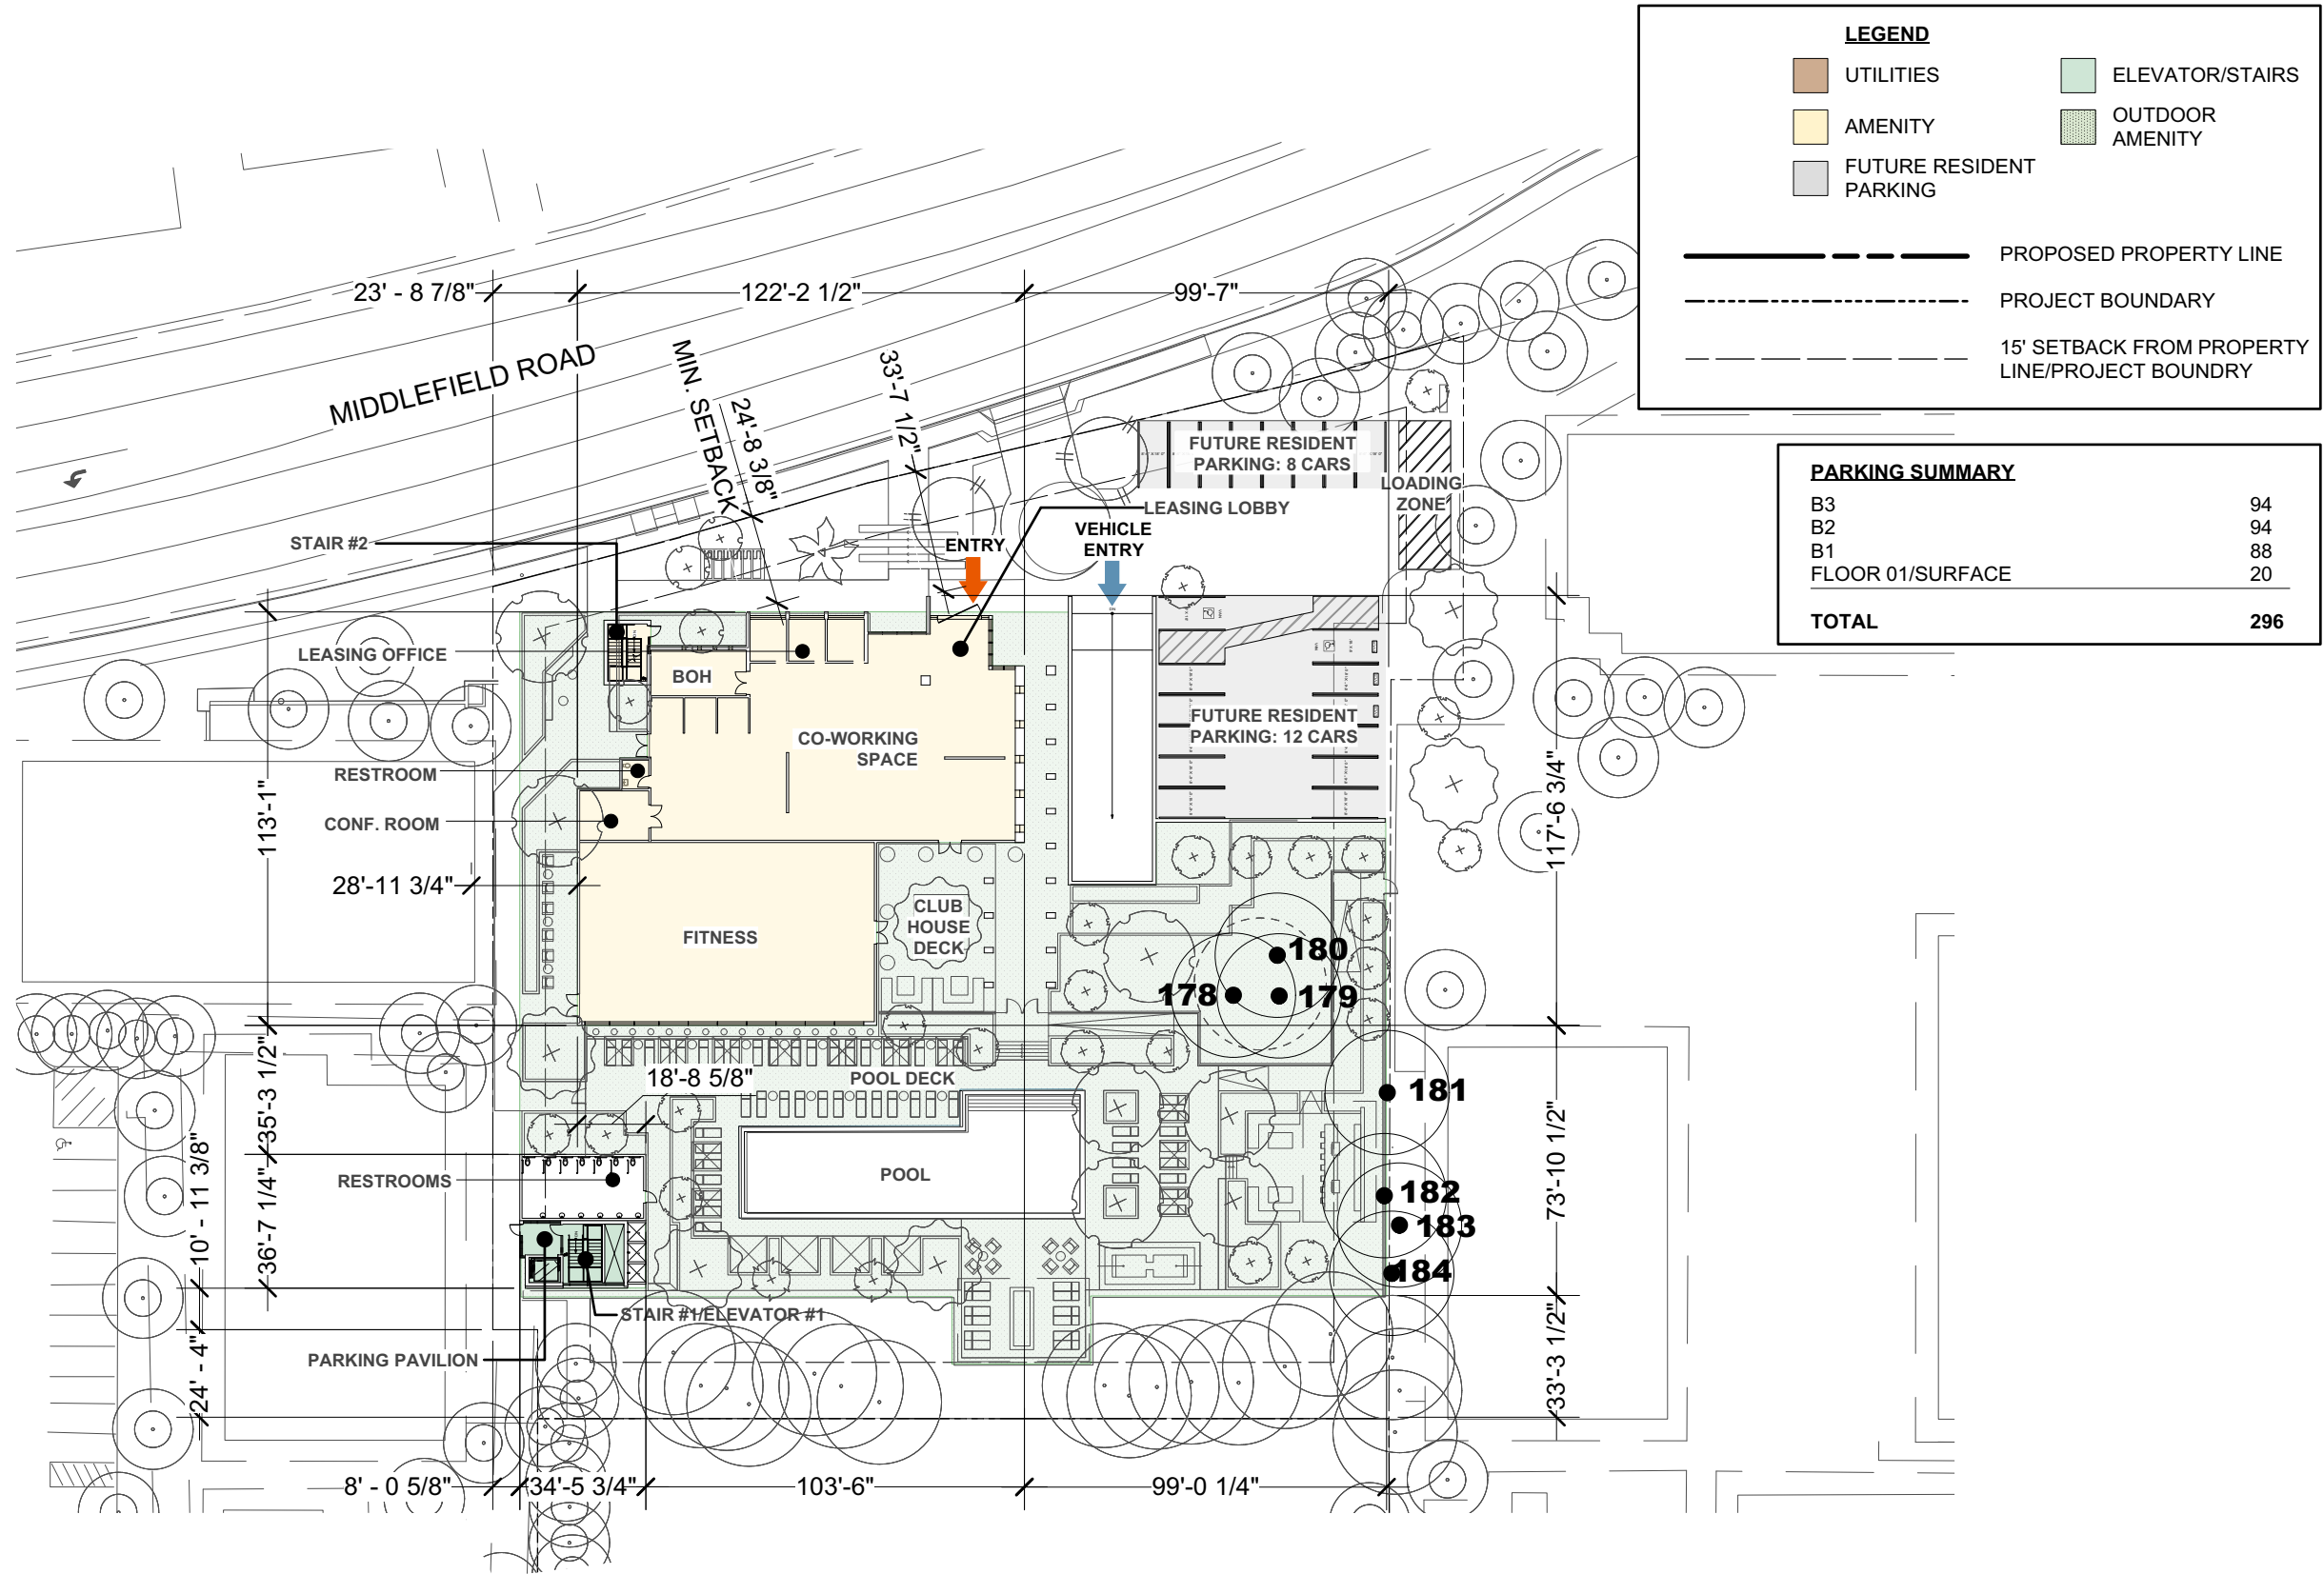 LEGEND
UTILITIES
ELEVATOR/STAIRS
AMENITY
OUTDOOR
AMENITY
FUTURE RESIDENT
PARKING
PROPOSED PROPERTY LINE
PROJECT BOUNDARY
15' SETBACK FROM PROPERTY
LINE/PROJECT BOUNDRY
PARKING SUMMARY
B3 94
B2 94
B1 88
FLOOR 01/SURFACE 20
TOTAL 296
23' - 8 7/8"
122'-2 1/2"
99'-7"
MIDDLEFIELD ROAD
MIN. SETBACK
24'-8 3/8"
33'-7 1/2"
FUTURE RESIDENT
PARKING: 8 CARS
LOADING
ZONE
LEASING LOBBY
VEHICLE
ENTRY
ENTRY
STAIR #2
LEASING OFFICE
BOH
CO-WORKING
SPACE
FUTURE RESIDENT
PARKING: 12 CARS
RESTROOM
CONF. ROOM
113'-1"
117'-6 3/4"
28'-11 3/4"
FITNESS
CLUB
HOUSE
DECK
180
178
179
35'-3 1/2"
18'-8 5/8"
POOL DECK
181
73'-10 1/2"
10' - 11 3/8"
36'-7 1/4"
RESTROOMS
POOL
182
183
184
STAIR #1/ELEVATOR #1
PARKING PAVILION
24' - 4"
33'-3 1/2"
8' - 0 5/8"
34'-5 3/4"
103'-6"
99'-0 1/4"